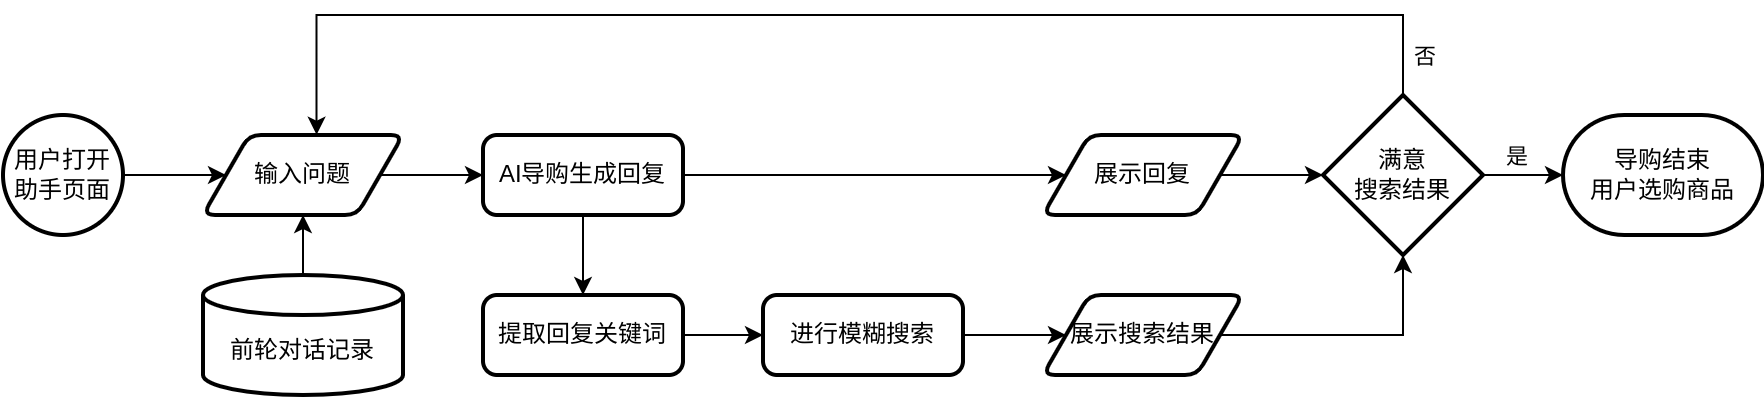 否
用户打开
助手页面
输入问题
AI导购生成回复
展示回复
满意
搜索结果
是
导购结束
用户选购商品
前轮对话记录
提取回复关键词
进行模糊搜索
展示搜索结果